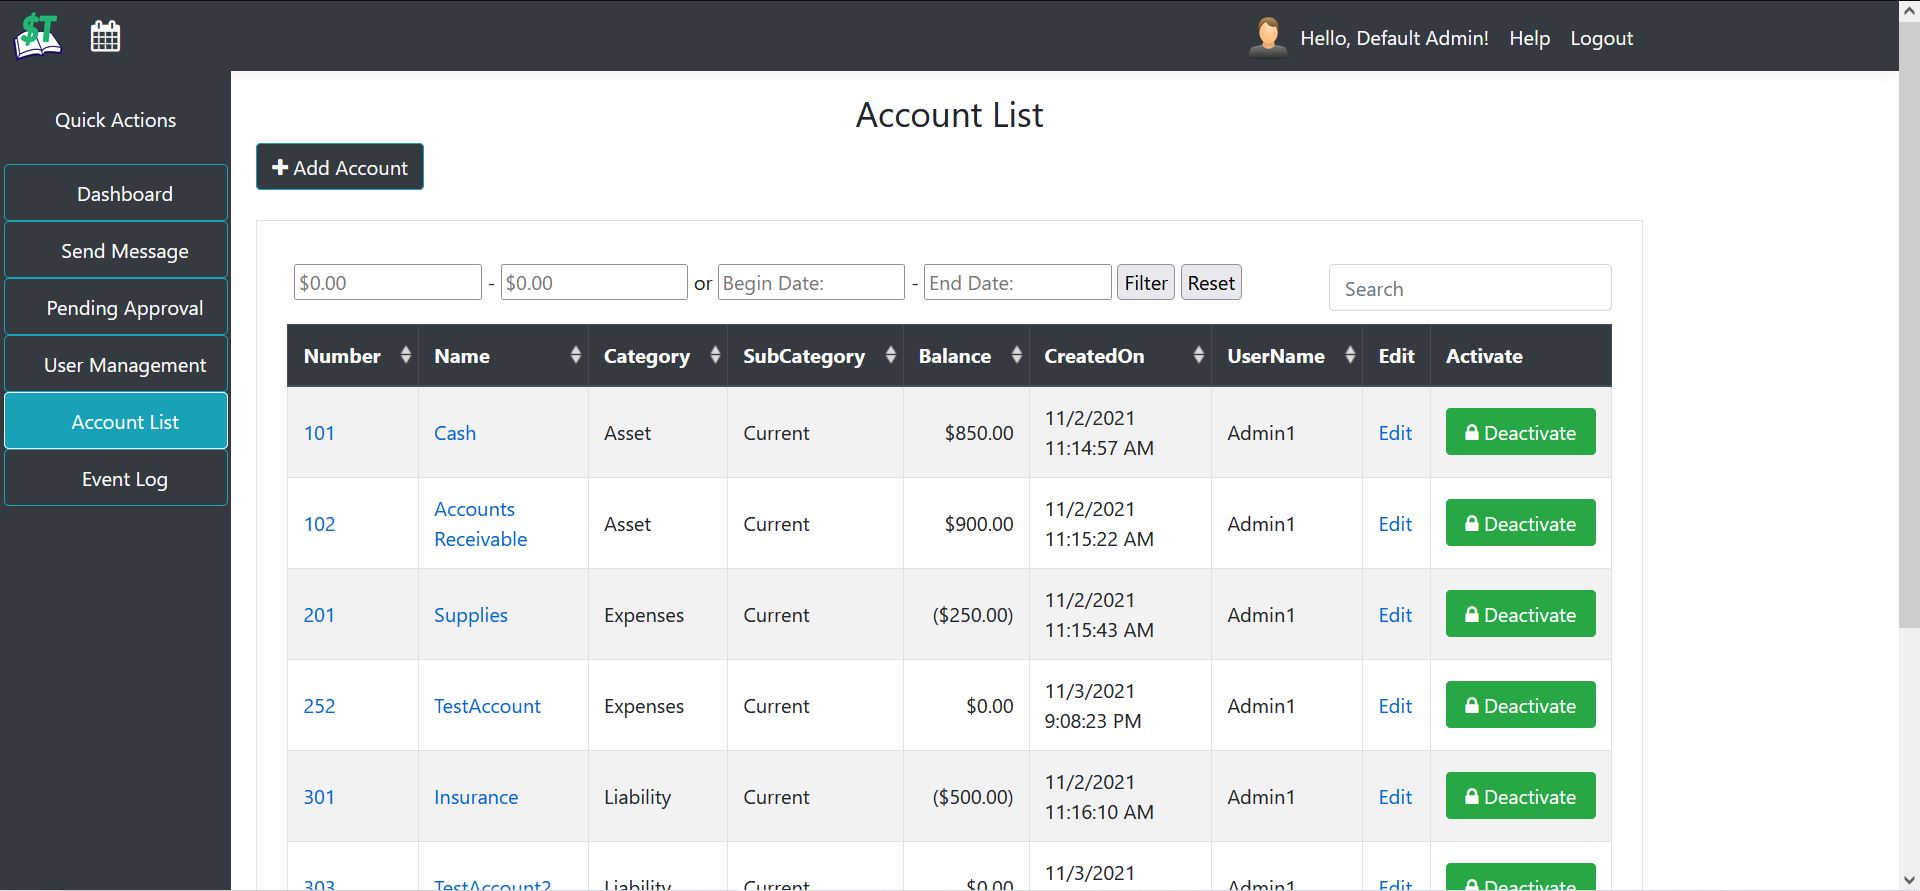 $T
Hello, Default Admin! Help Logout
Quick Actions
Dashboard
Send Message
Pending Approval
User Management
Account List
Event Log
Account List
Add Account
$0.00 - $0.00 or Begin Date: - End Date: Filter Reset Search
Number Name Category SubCategory Balance CreatedOn UserName Edit Activate
101 Cash Asset Current $850.00 11/2/2021 11:14:57 AM Admin1 Edit Deactivate
102 Accounts Receivable Asset Current $900.00 11/2/2021 11:15:22 AM Admin1 Edit Deactivate
201 Supplies Expenses Current ($250.00) 11/2/2021 11:15:43 AM Admin1 Edit Deactivate
252 TestAccount Expenses Current $0.00 11/3/2021 9:08:23 PM Admin1 Edit Deactivate
301 Insurance Liability Current ($500.00) 11/2/2021 11:16:10 AM Admin1 Edit Deactivate
303 TestAccount2 Liability Current $0.00 11/3/2021 Admin1 Edit Deactivate